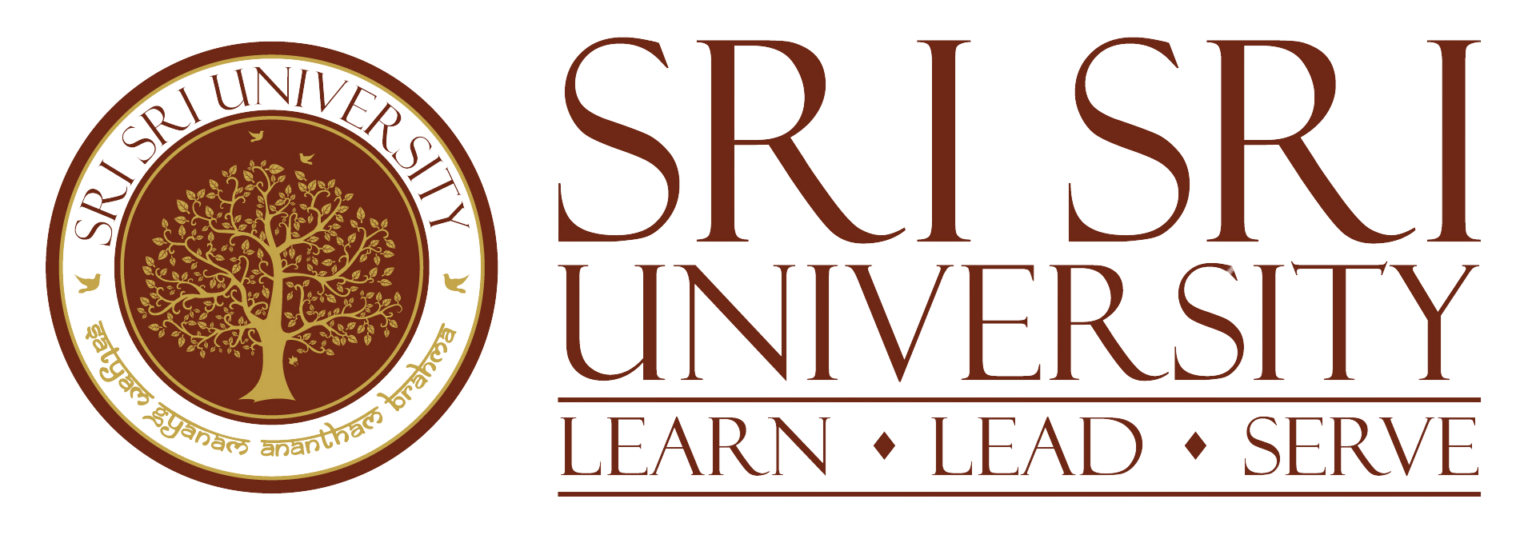 SRI SRI UNIVERSITY
satyam gyanam anantham brahma
SRI SRI
UNIVERSITY
LEARN ♦ LEAD ♦ SERVE